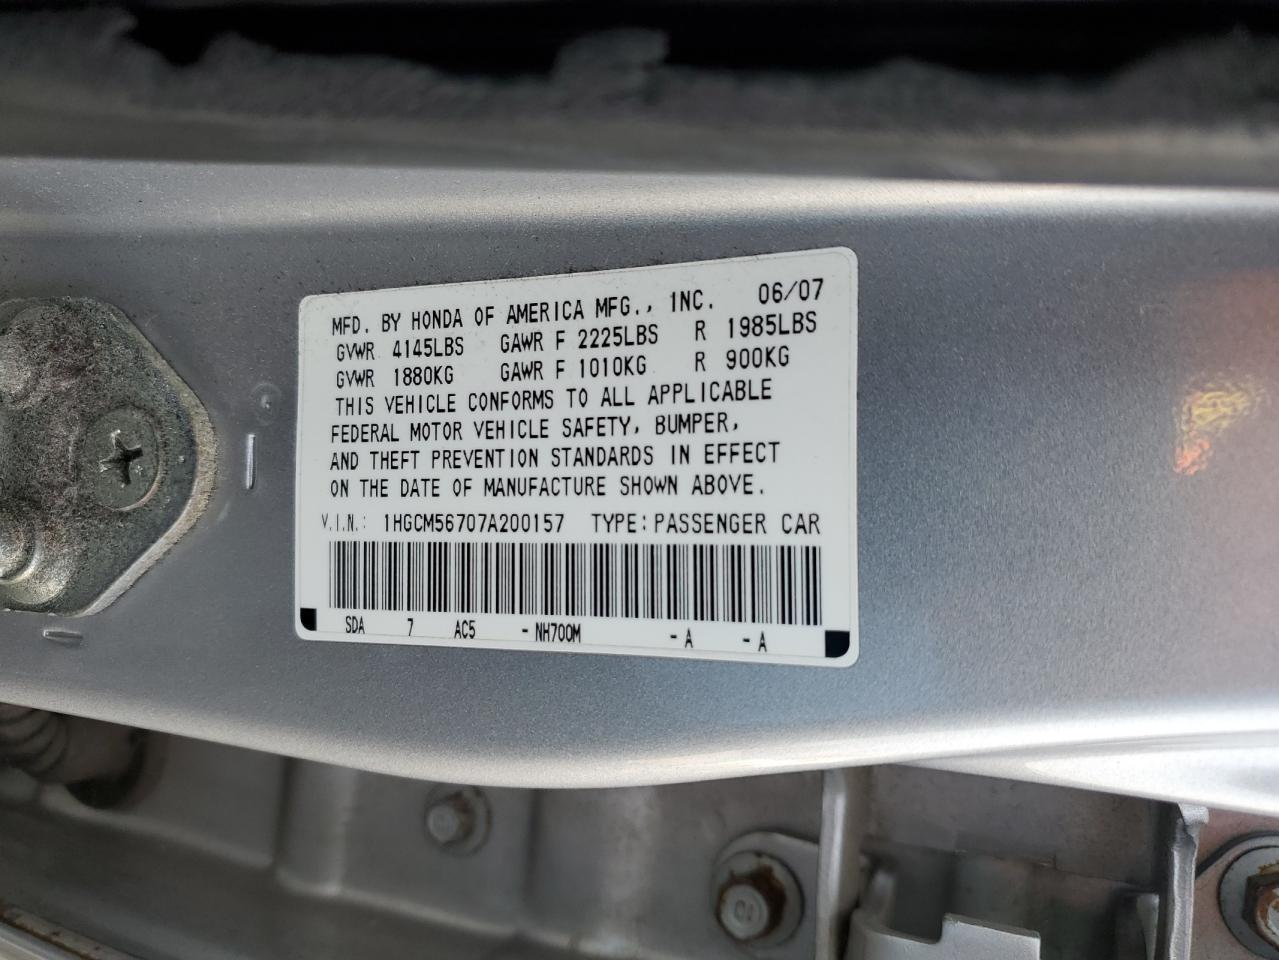 MFD. BY HONDA OF AMERICA MFG., INC. 06/07
GVWR 4145LBS GAWR F 2225LBS R 1985LBS
GVWR 1880KG GAWR F 1010KG R 900KG
THIS VEHICLE CONFORMS TO ALL APPLICABLE
FEDERAL MOTOR VEHICLE SAFETY, BUMPER,
AND THEFT PREVENTION STANDARDS IN EFFECT
ON THE DATE OF MANUFACTURE SHOWN ABOVE.
V.I.N.: 1HGCM56707A200157 TYPE:PASSENGER CAR
SDA 7 AC5 -NH700M -A -A